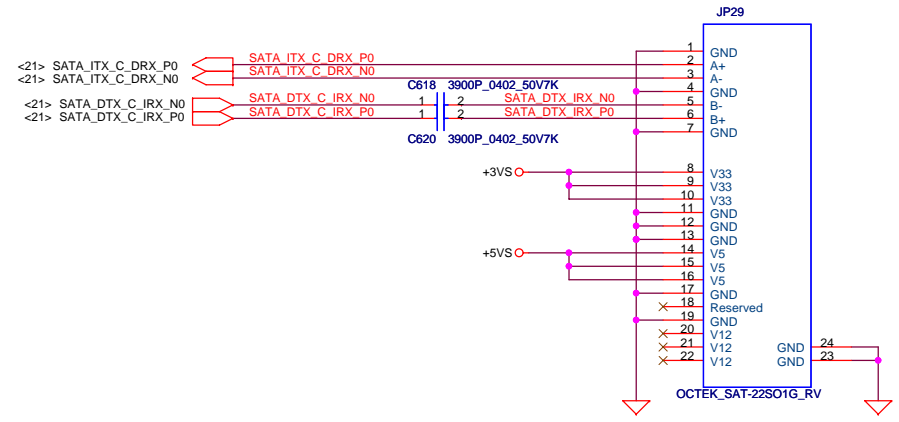 JP29
SATA_ITX_C_DRX_P0
<21> SATA_ITX_C_DRX_P0
1 GND
2 A+
SATA_ITX_C_DRX_N0
<21> SATA_ITX_C_DRX_N0
3 A-
C618 3900P_0402_50V7K
4 GND
<21> SATA_DTX_C_IRX_N0
SATA_DTX_C_IRX_N0 1 2 SATA_DTX_IRX_N0
5 B-
<21> SATA_DTX_C_IRX_P0
SATA_DTX_C_IRX_P0 1 2 SATA_DTX_IRX_P0
6 B+
7 GND
C620 3900P_0402_50V7K
+3VS
8 V33
9 V33
10 V33
11 GND
12 GND
13 GND
+5VS
14 V5
15 V5
16 V5
17 GND
18 Reserved
19 GND
20 V12
21 V12 GND 24
22 V12 GND 23
OCTEK_SAT-22SO1G_RV